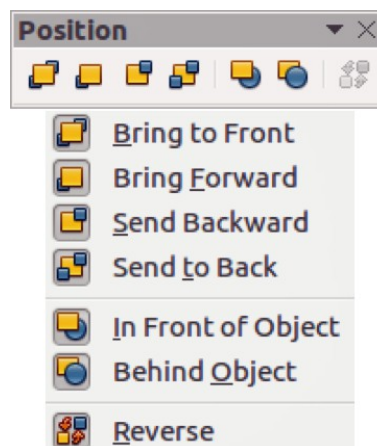 Position
Bring to Front
Bring Forward
Send Backward
Send to Back
In Front of Object
Behind Object
Reverse